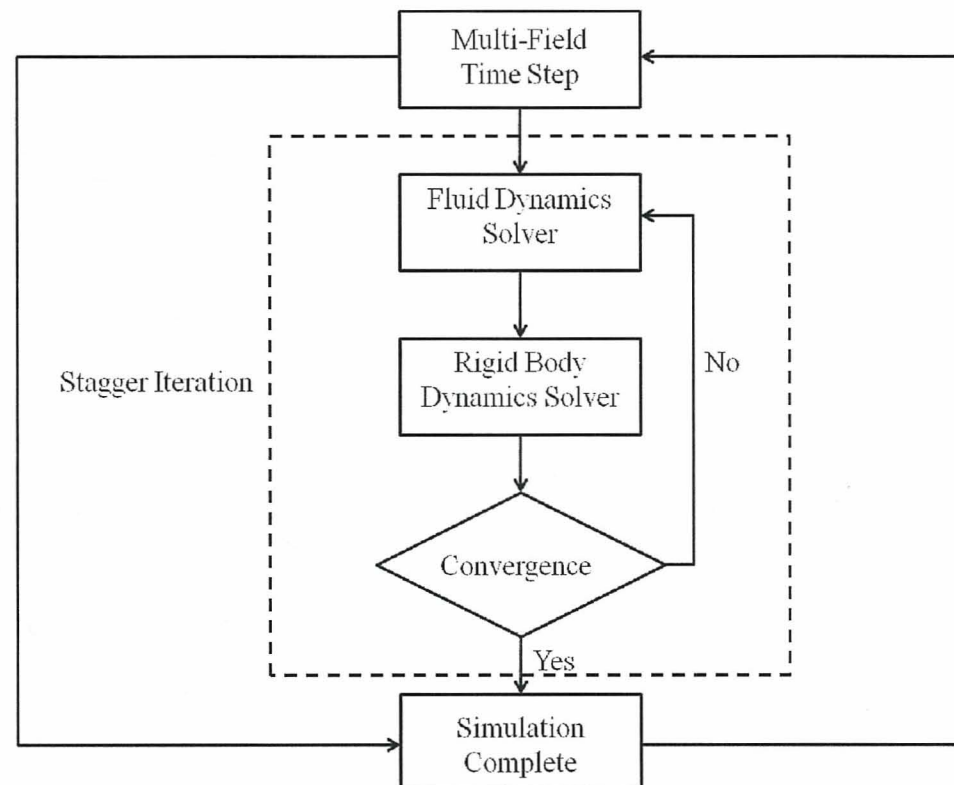 Multi-Field
Time Step
Fluid Dynamics
Solver
Rigid Body
Dynamics Solver
No
Stagger Iteration
Convergence
Yes
Simulation
Complete